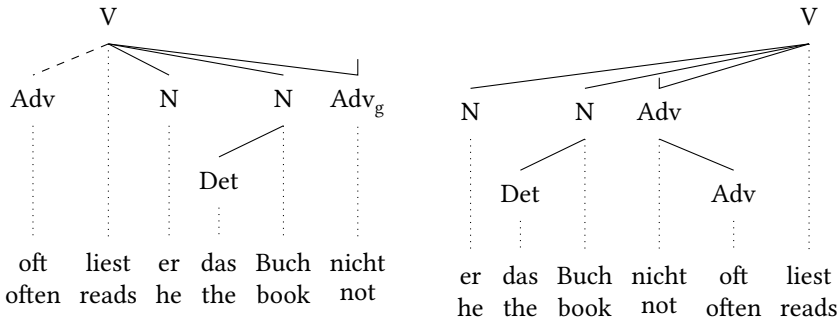 V
Adv N N Adv_g
Det
oft liest er das Buch nicht
often reads he the book not
V
N N Adv
Det Adv
er das Buch nicht oft liest
he the book not often reads